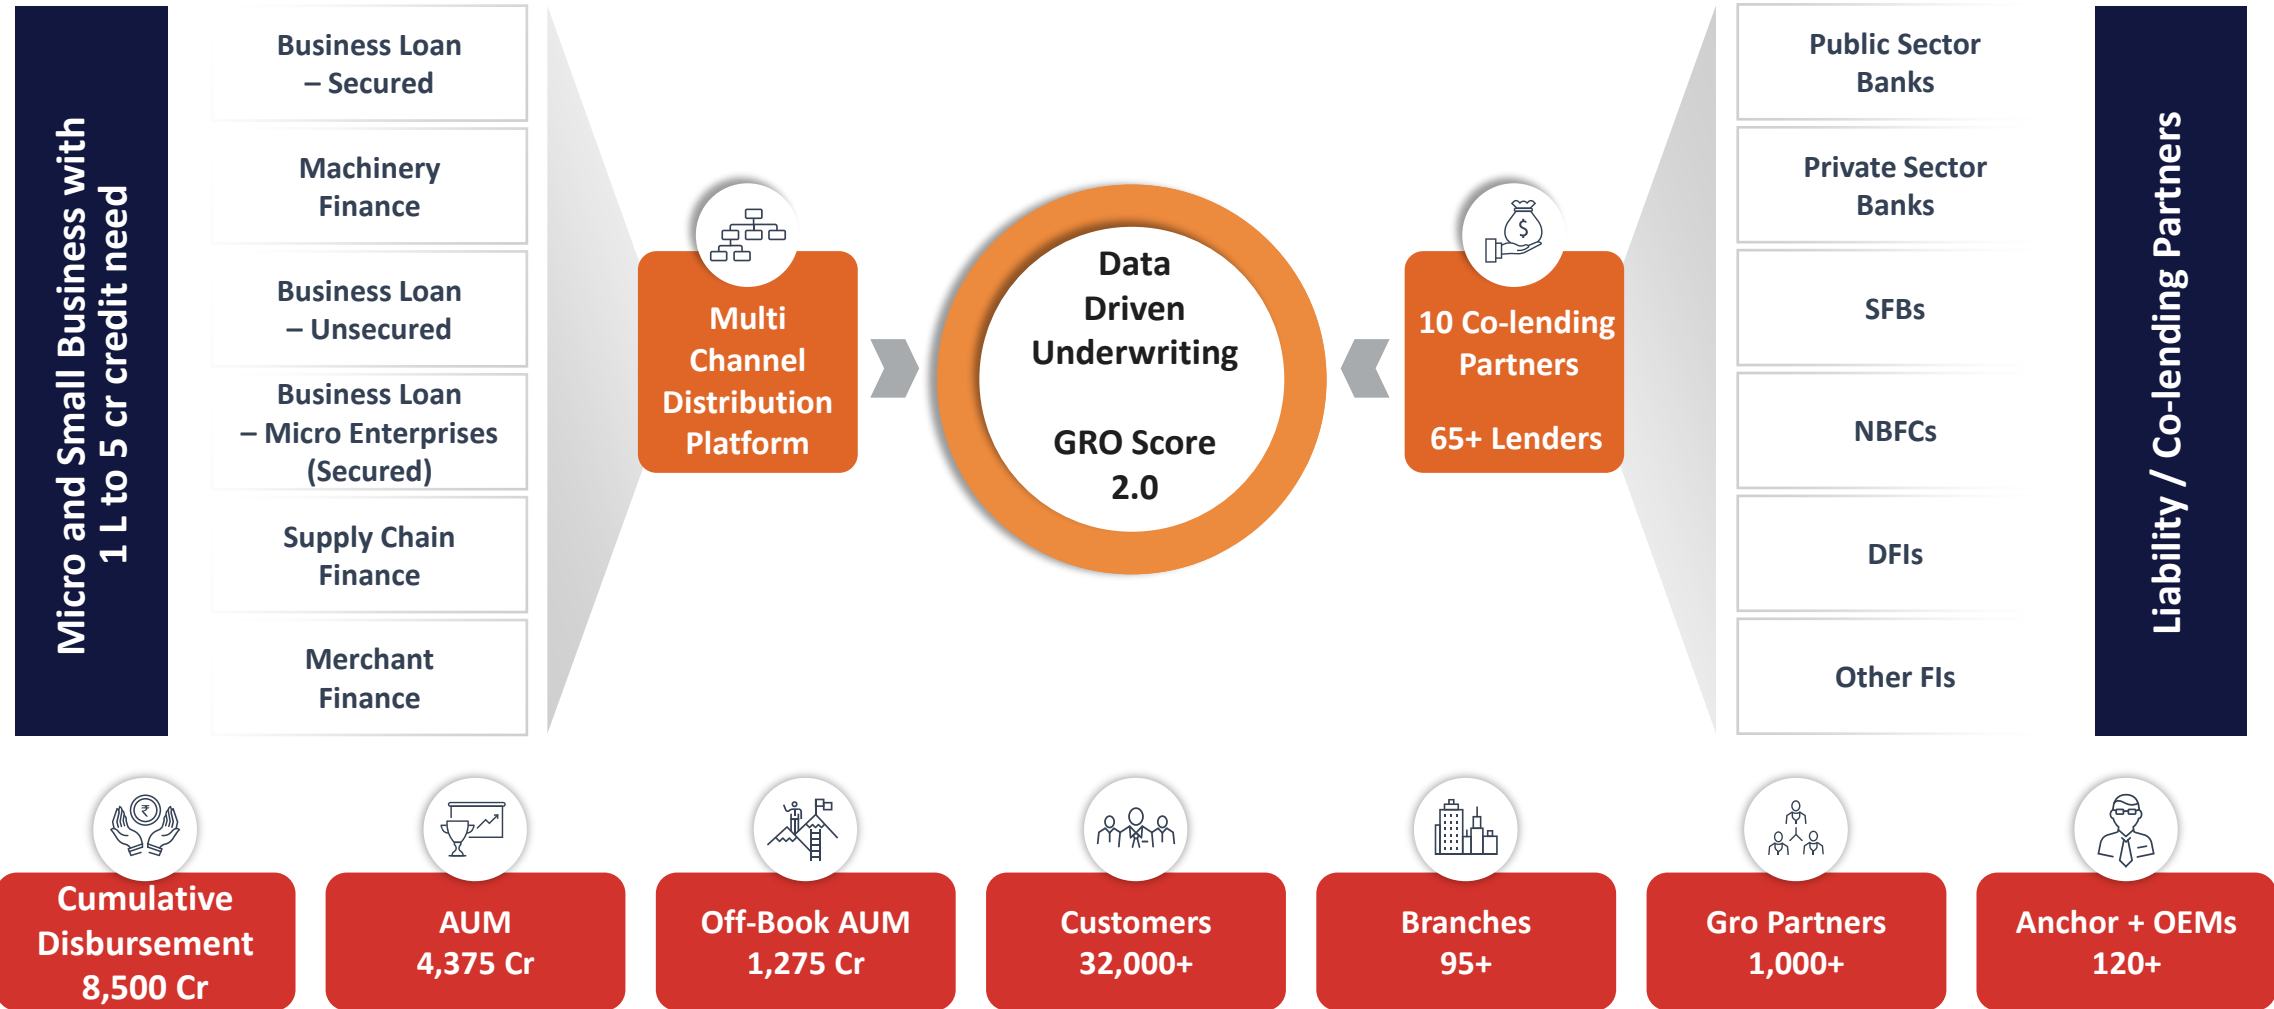 Micro and Small Business with
1 L to 5 cr credit need
Business Loan
– Secured
Machinery
Finance
Business Loan
– Unsecured
Business Loan
– Micro Enterprises
(Secured)
Supply Chain
Finance
Merchant
Finance
Multi
Channel
Distribution
Platform
Data
Driven
Underwriting
GRO Score
2.0
$
10 Co-lending
Partners
65+ Lenders
Public Sector
Banks
Private Sector
Banks
SFBs
NBFCs
DFIs
Other FIs
Liability / Co-lending Partners
₹
Cumulative
Disbursement
8,500 Cr
AUM
4,375 Cr
Off-Book AUM
1,275 Cr
Customers
32,000+
Branches
95+
Gro Partners
1,000+
Anchor + OEMs
120+